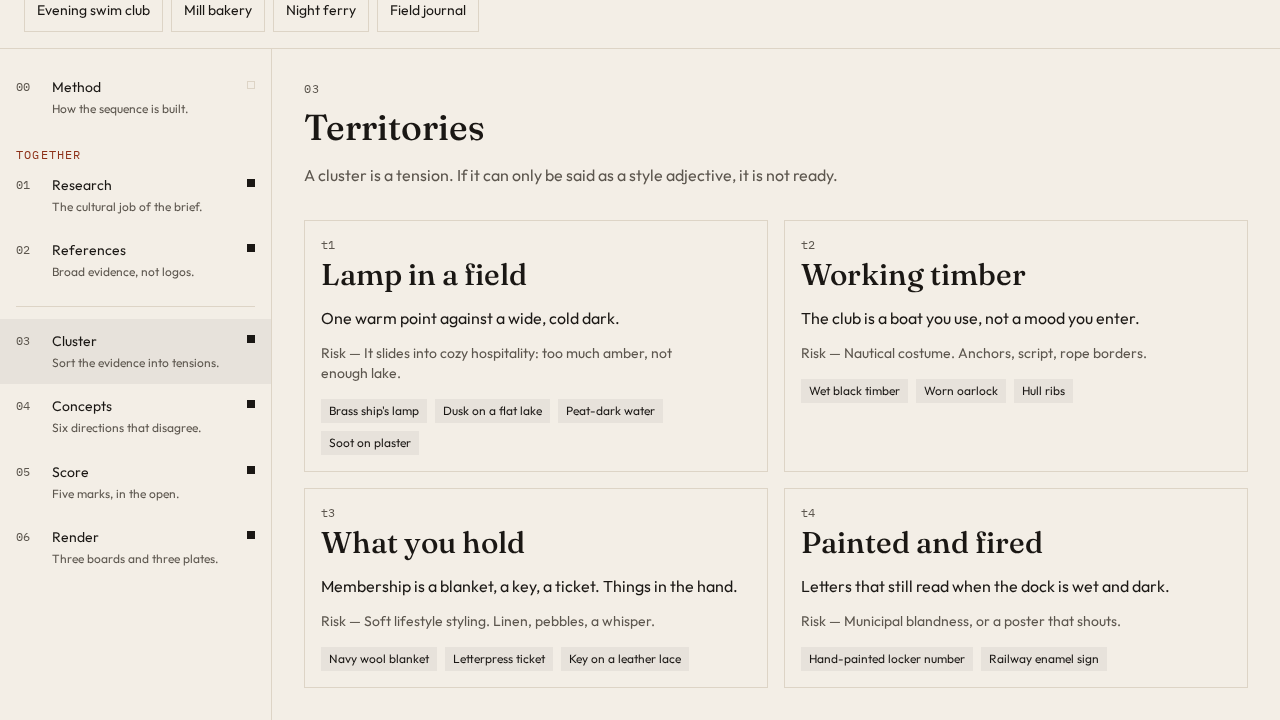 Evening swim club
Mill bakery
Night ferry
Field journal
00 Method
How the sequence is built.
TOGETHER
01 Research
The cultural job of the brief.
02 References
Broad evidence, not logos.
03 Cluster
Sort the evidence into tensions.
04 Concepts
Six directions that disagree.
05 Score
Five marks, in the open.
06 Render
Three boards and three plates.
03
Territories
A cluster is a tension. If it can only be said as a style adjective, it is not ready.
t1
Lamp in a field
One warm point against a wide, cold dark.
Risk — It slides into cozy hospitality: too much amber, not
enough lake.
Brass ship's lamp
Dusk on a flat lake
Peat-dark water
Soot on plaster
t2
Working timber
The club is a boat you use, not a mood you enter.
Risk — Nautical costume. Anchors, script, rope borders.
Wet black timber
Worn oarlock
Hull ribs
t3
What you hold
Membership is a blanket, a key, a ticket. Things in the hand.
Risk — Soft lifestyle styling. Linen, pebbles, a whisper.
Navy wool blanket
Letterpress ticket
Key on a leather lace
t4
Painted and fired
Letters that still read when the dock is wet and dark.
Risk — Municipal blandness, or a poster that shouts.
Hand-painted locker number
Railway enamel sign